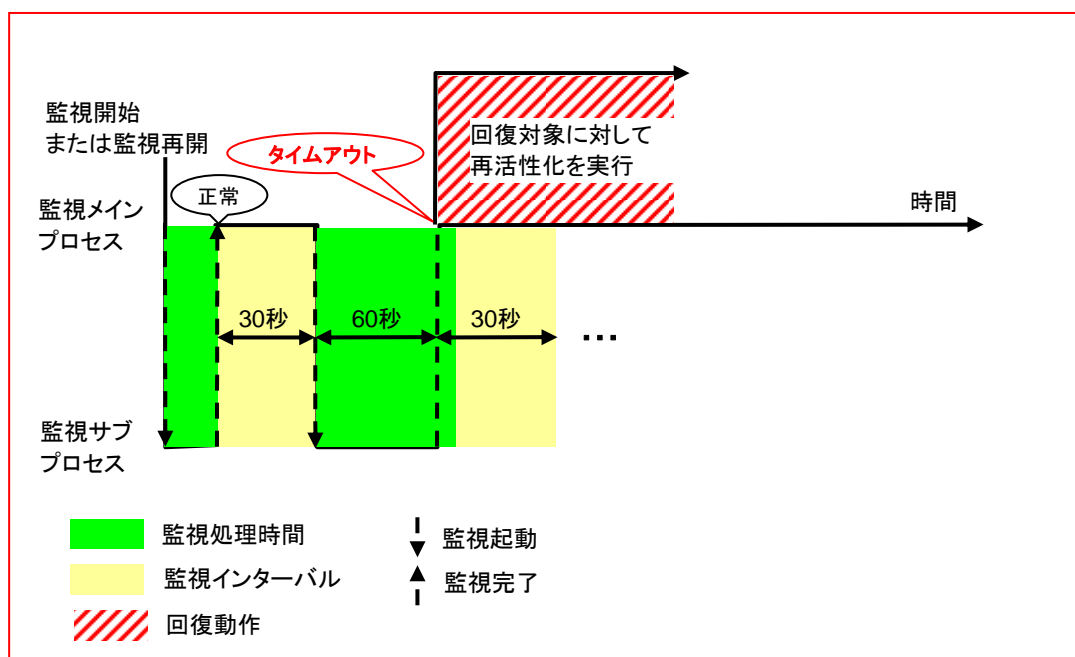 監視開始
または監視再開
タイムアウト
回復対象に対して
再活性化を実行
正常
監視メイン
プロセス
時間
30秒
60秒
30秒
...
監視サブ
プロセス
監視処理時間
監視起動
監視インターバル
監視完了
回復動作